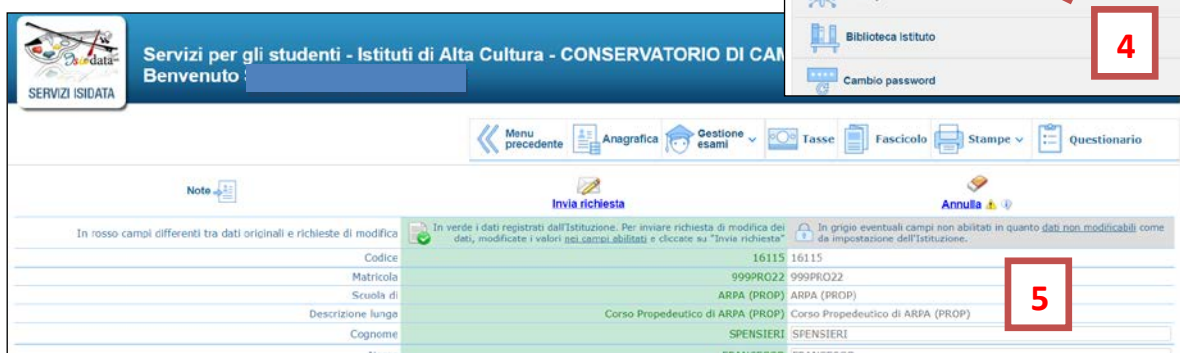 Biblioteca Istituto
4
Cambio password
Isidata
SERVIZI ISIDATA
Servizi per gli studenti - Istituti di Alta Cultura - CONSERVATORIO DI CAM
Benvenuto
Menu precedente Anagrafica Gestione esami Tasse Fascicolo Stampe Questionario
Note Invia richiesta Annulla
In rosso campi differenti tra dati originali e richieste di modifica
In verde i dati registrati dall'Istituzione. Per inviare richiesta di modifica dei
dati, modificate i valori nei campi abilitati e cliccate su "Invia richiesta"
In grigio eventuali campi non abilitati in quanto dati non modificabili come
da impostazione dell'Istituzione.
Codice 16115 16115
Matricola 999PRO22 999PRO22
Scuola di ARPA (PROP) ARPA (PROP)
5
Descrizione lunga Corso Propedeutico di ARPA (PROP) Corso Propedeutico di ARPA (PROP)
Cognome SPENSIERI SPENSIERI